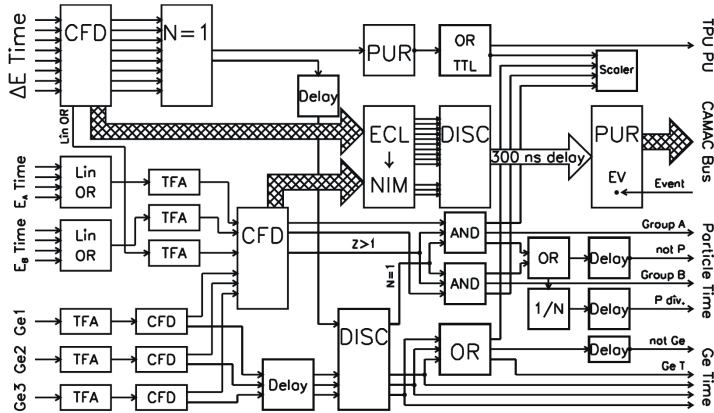 ΔE Time
CFD
N=1
PUR
OR
TTL
TPU PU
Scaler
Delay
Lin OR
ECL
NIM
DISC
300 ns delay
PUR
EV
Event
CAMAC Bus
E_A Time
Lin
OR
TFA
E_B Time
Lin
OR
TFA
TFA
CFD
Z>1
N=1
AND
Group A
AND
OR
Delay
not P
Group B
1/N
Delay
P div.
Particle Time
Ge1
TFA
CFD
Ge2
TFA
CFD
Ge3
TFA
CFD
Delay
DISC
OR
Delay
not Ge
Ge T
Ge Time